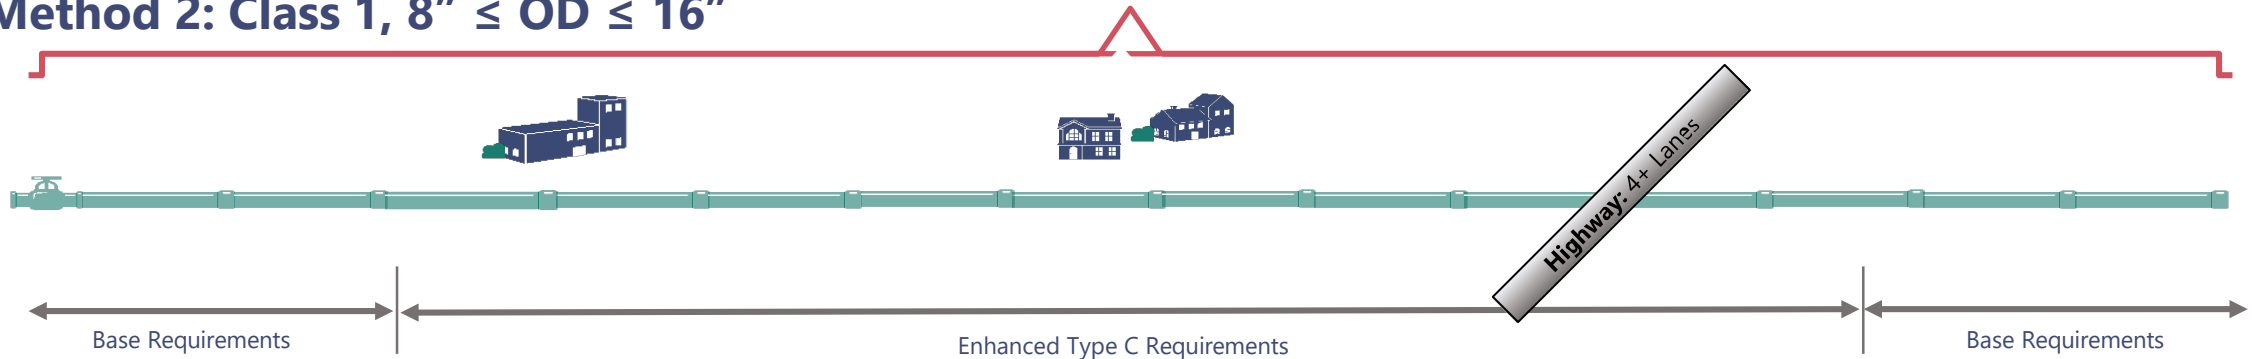 Method 2: Class 1, 8” ≤ OD ≤ 16”
Highway: 4+ Lanes
Base Requirements
Enhanced Type C Requirements
Base Requirements